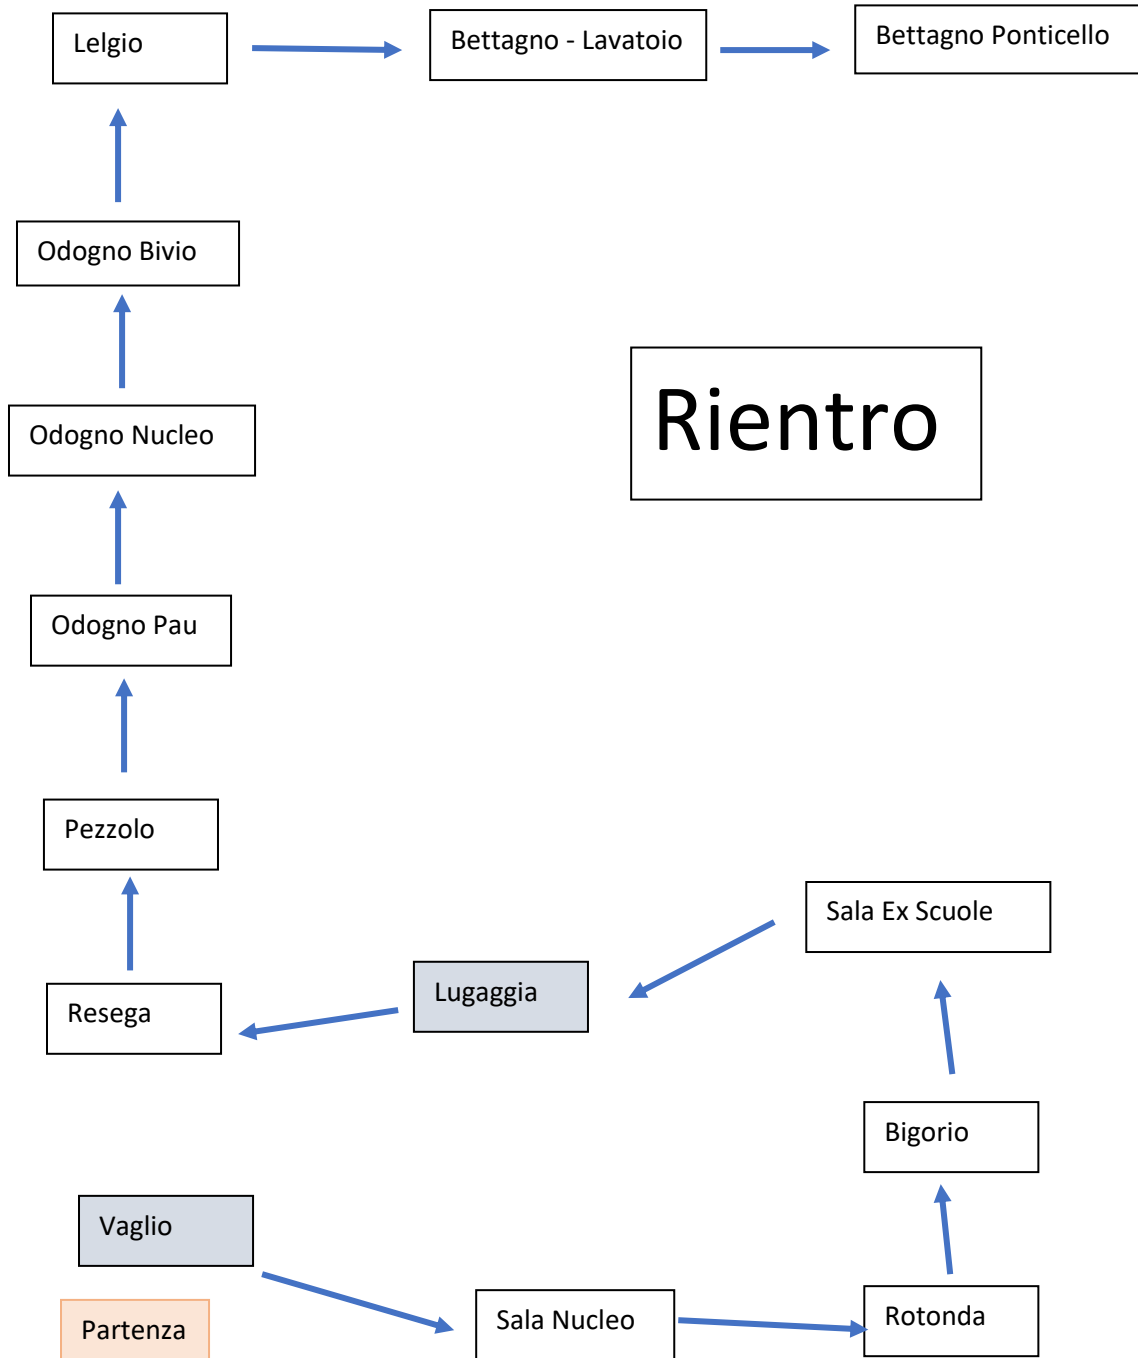 Lelgio
Bettagno - Lavatoio
Bettagno Ponticello
Odogno Bivio
Rientro
Odogno Nucleo
Odogno Pau
Pezzolo
Sala Ex Scuole
Lugaggia
Resega
Bigorio
Vaglio
Partenza
Sala Nucleo
Rotonda